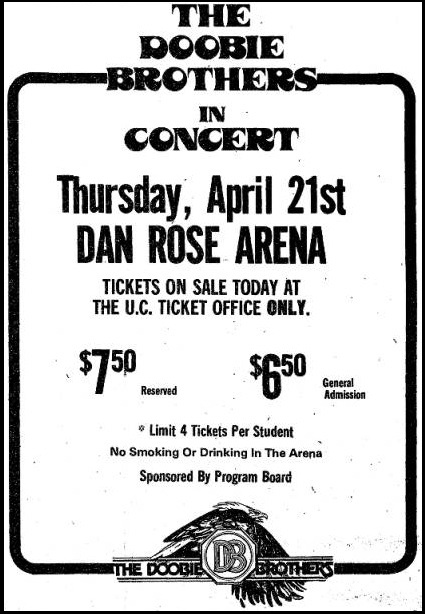 THE
DOOBIE
BROTHERS
IN
CONCERT
Thursday, April 21st
DAN ROSE ARENA
TICKETS ON SALE TODAY AT
THE U.C. TICKET OFFICE ONLY.
$7.50 Reserved
$6.50 General Admission
* Limit 4 Tickets Per Student
No Smoking Or Drinking In The Arena
Sponsored By Program Board
DB
THE DOOBIE BROTHERS